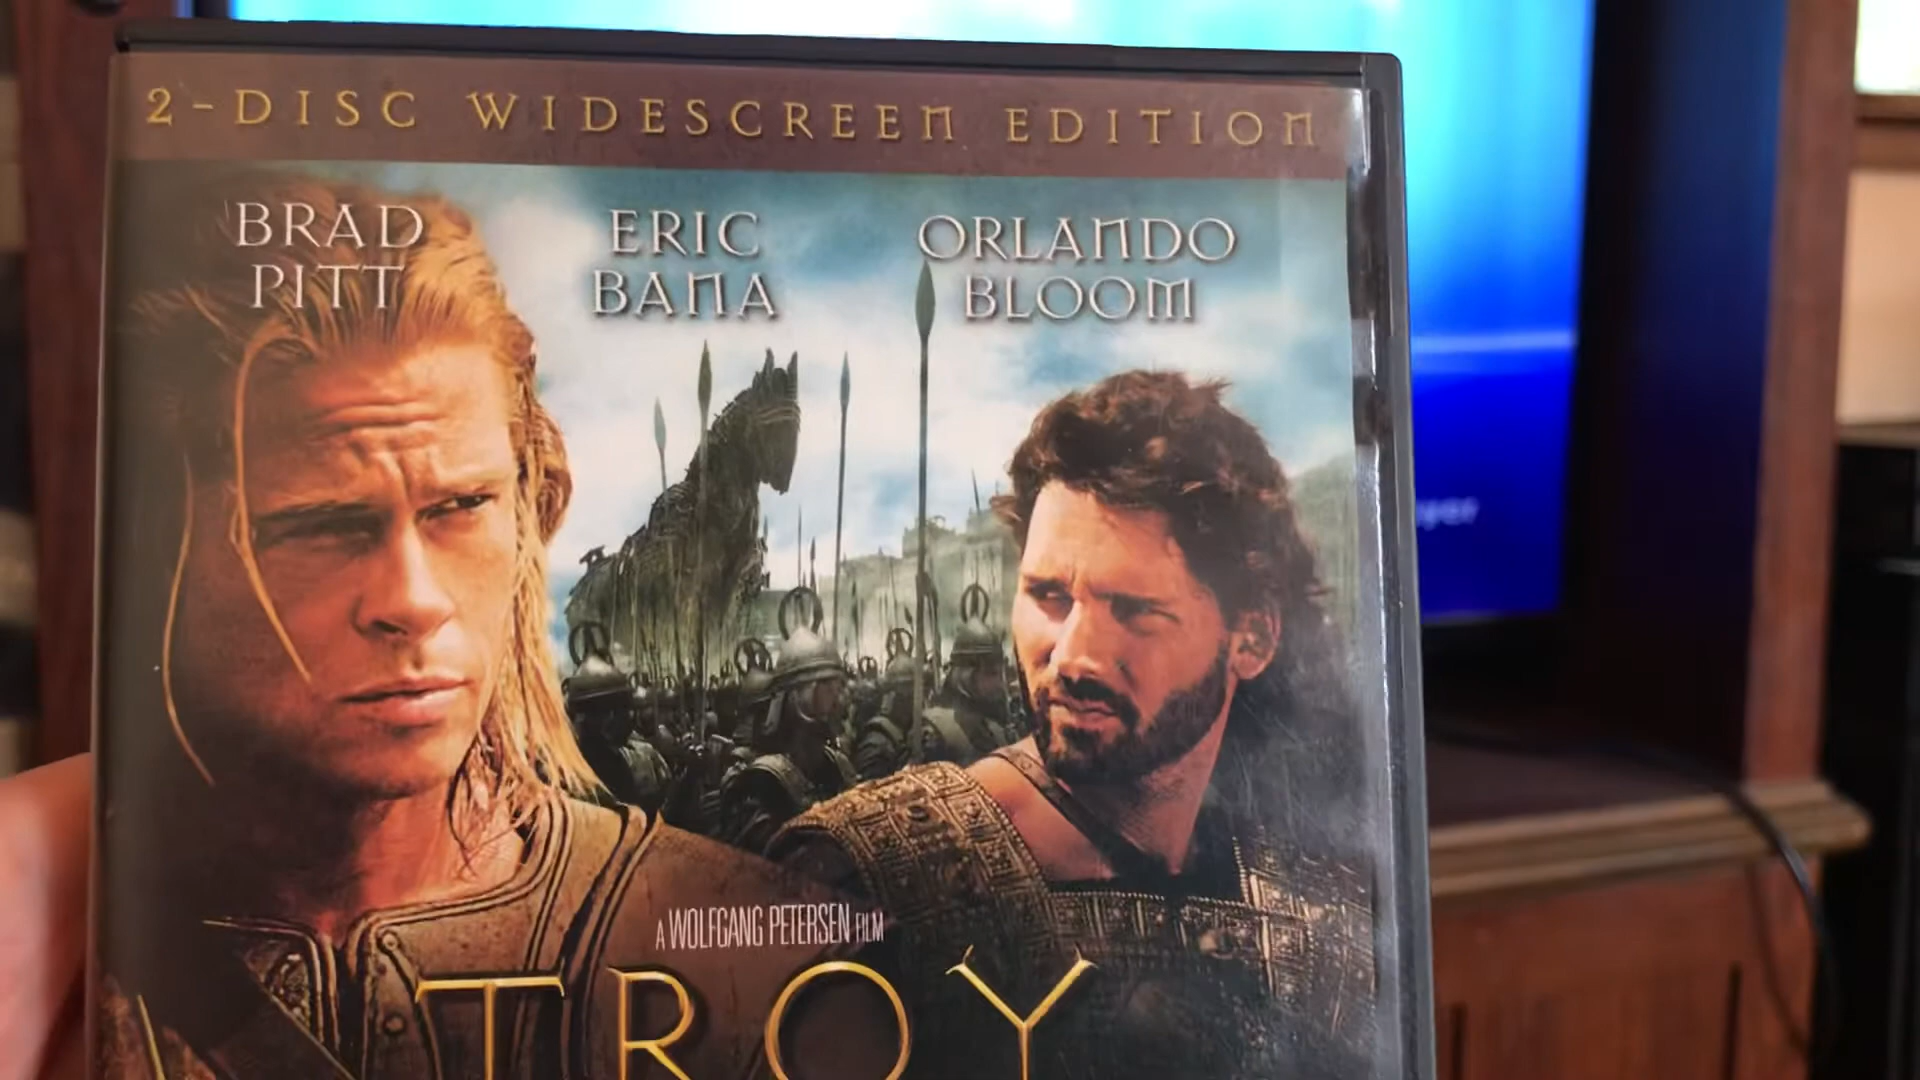 2-DISC WIDESCREEN EDITION
BRAD
PITT
ERIC
BANA
ORLANDO
BLOOM
A WOLFGANG PETERSEN FILM
TROY